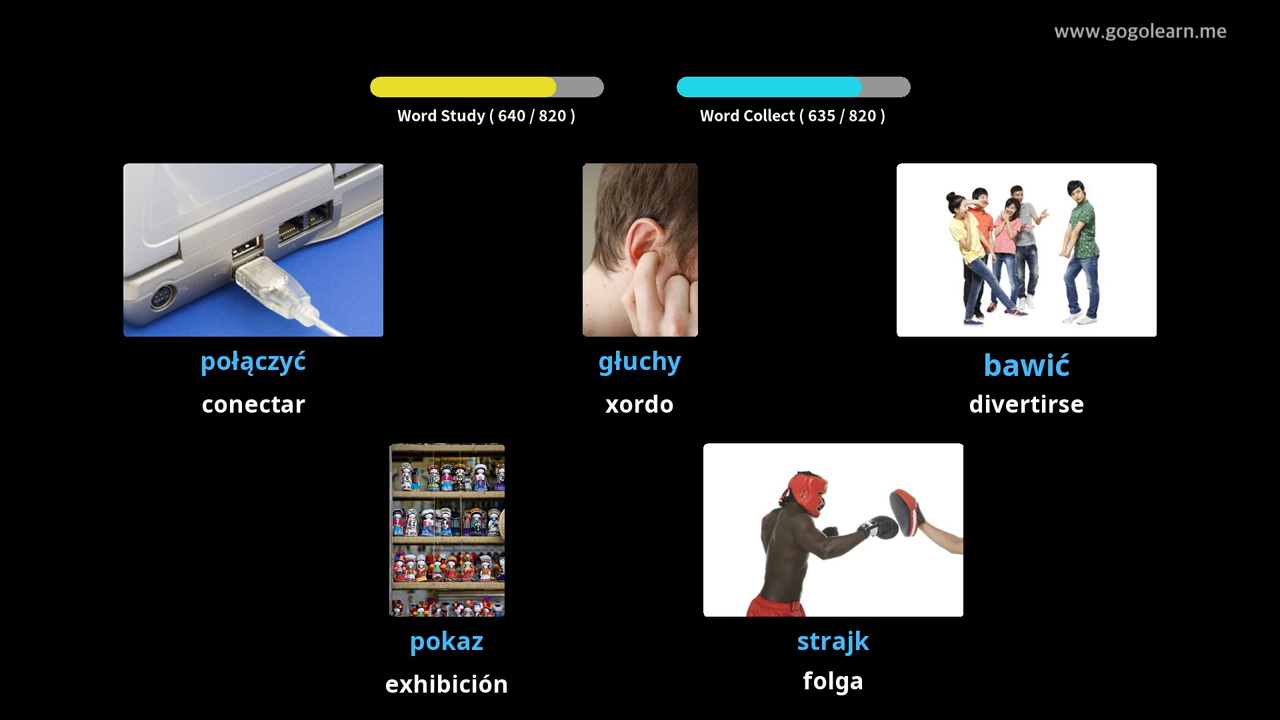 www.gogolearn.me
Word Study ( 640 / 820 )
Word Collect ( 635 / 820 )
połączyć
conectar
głuchy
xordo
bawić
divertirse
pokaz
exhibición
strajk
folga